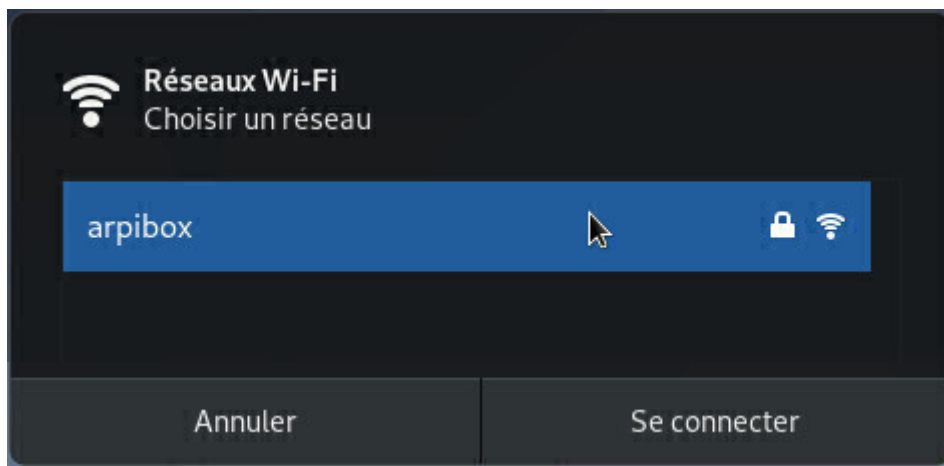 Réseaux Wi-Fi
Choisir un réseau
arpibox
Annuler
Se connecter